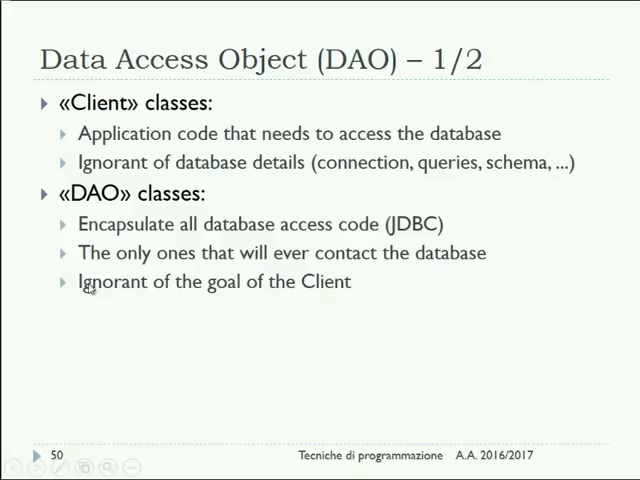 Data Access Object (DAO) – 1/2
«Client» classes:
Application code that needs to access the database
Ignorant of database details (connection, queries, schema, ...)
«DAO» classes:
Encapsulate all database access code (JDBC)
The only ones that will ever contact the database
Ignorant of the goal of the Client
50
Tecniche di programmazione A.A. 2016/2017